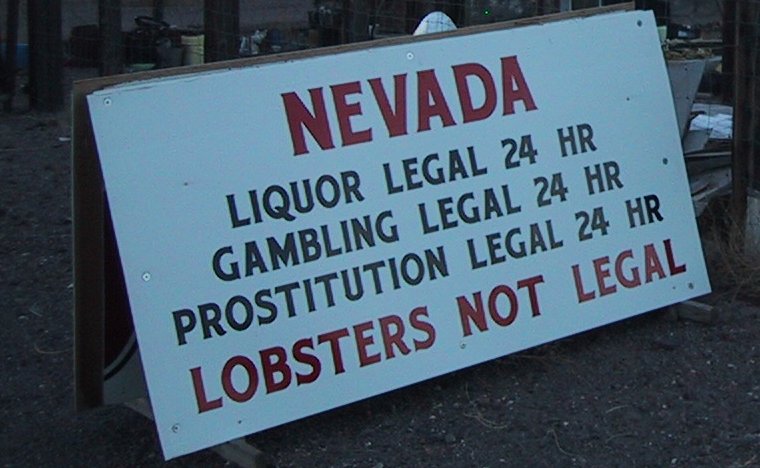 NEVADA
LIQUOR LEGAL 24 HR
GAMBLING LEGAL 24 HR
PROSTITUTION LEGAL 24 HR
LOBSTERS NOT LEGAL